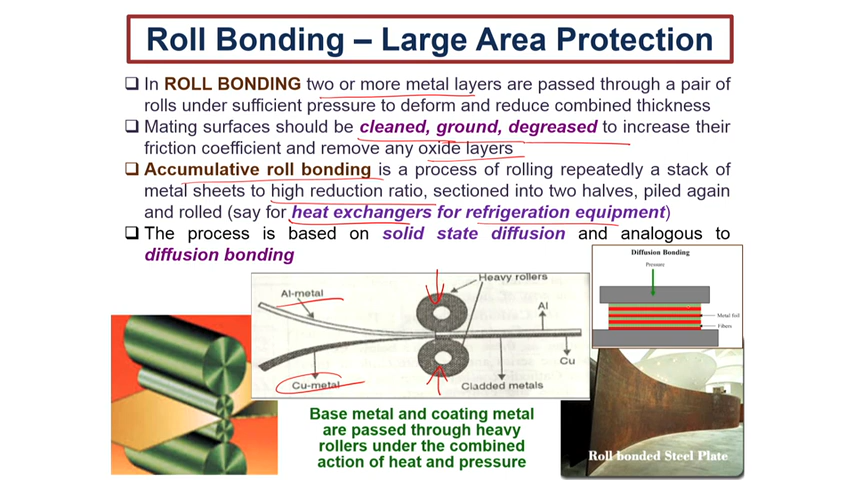 Roll Bonding – Large Area Protection
❑ In ROLL BONDING two or more metal layers are passed through a pair of
rolls under sufficient pressure to deform and reduce combined thickness
❑ Mating surfaces should be cleaned, ground, degreased to increase their
friction coefficient and remove any oxide layers
❑ Accumulative roll bonding is a process of rolling repeatedly a stack of
metal sheets to high reduction ratio, sectioned into two halves, piled again
and rolled (say for heat exchangers for refrigeration equipment)
❑ The process is based on solid state diffusion and analogous to
diffusion bonding
Diffusion Bonding
Pressure
Metal foil
Fibers
Heavy rollers
Al-metal
Al
Cu
Cu-metal
Cladded metals
Base metal and coating metal
are passed through heavy
rollers under the combined
action of heat and pressure
Roll bonded Steel Plate